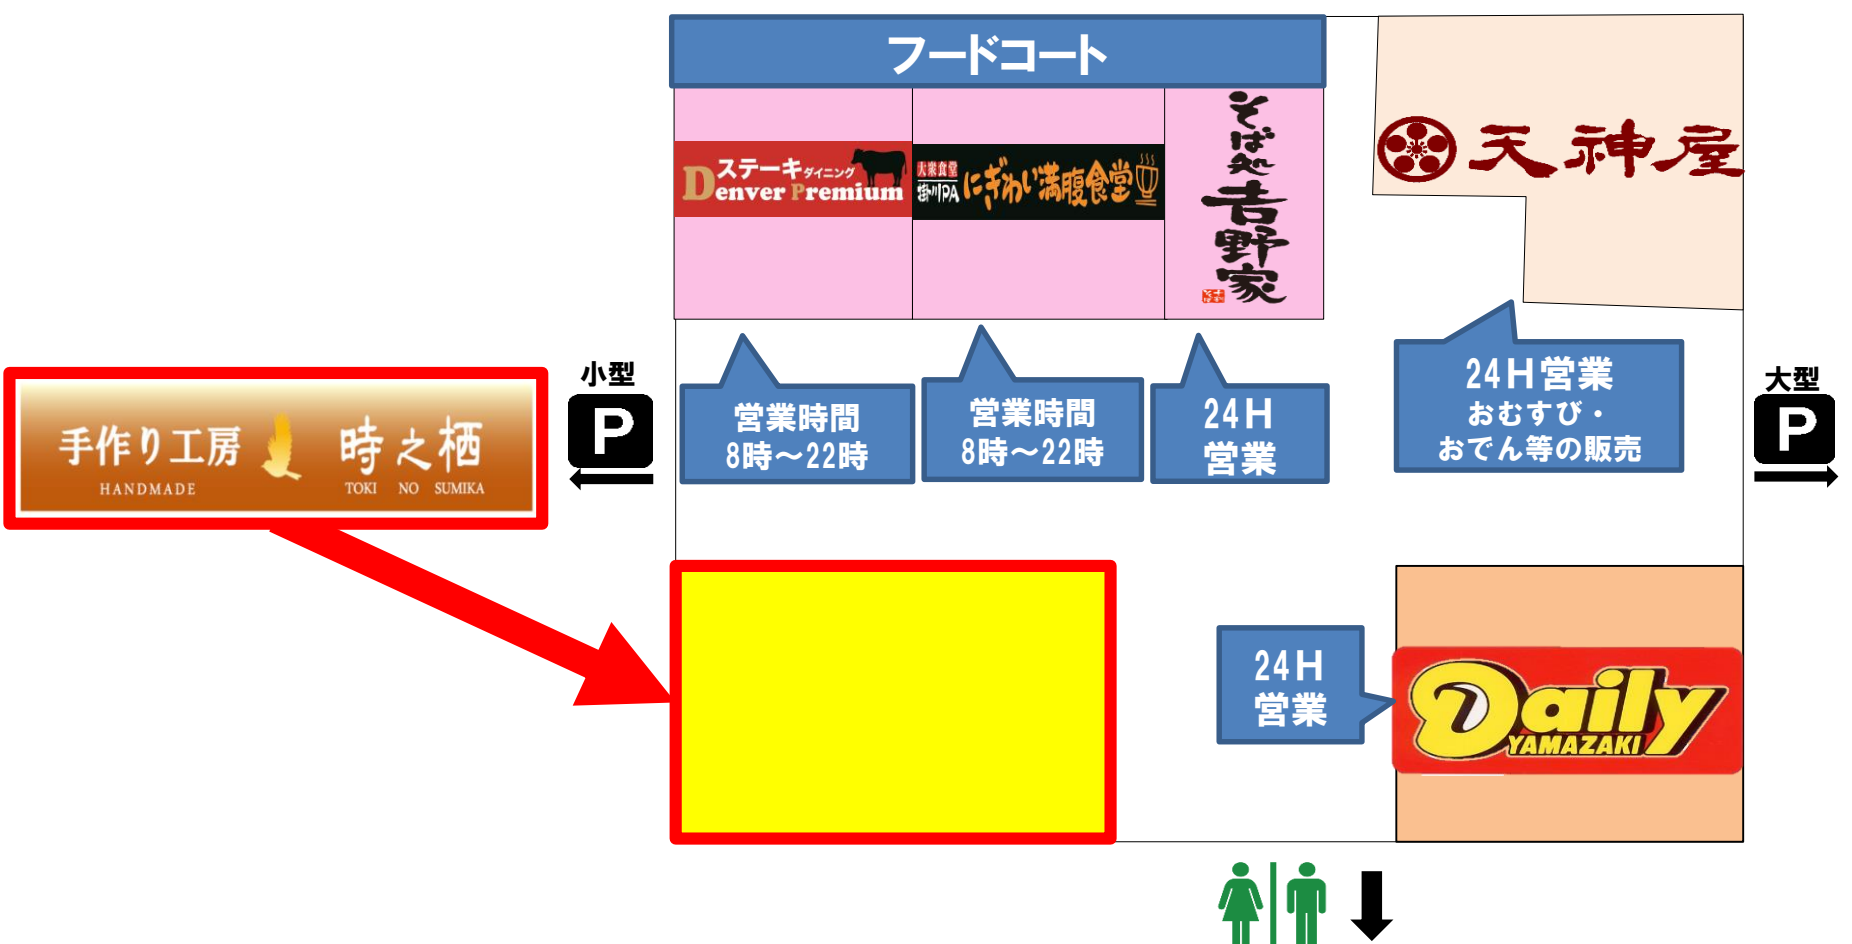 フードコート
ステーキダイニング
Denver Premium
大衆食堂
掛川PA
にぎわい満腹食堂
そば処
吉野家
天神屋
手作り工房 時之栖
HANDMADE TOKI NO SUMIKA
小型
P
営業時間
8時～22時
営業時間
8時～22時
24H
営業
24H営業
おむすび・
おでん等の販売
大型
P
24H
営業
Daily
YAMAZAKI